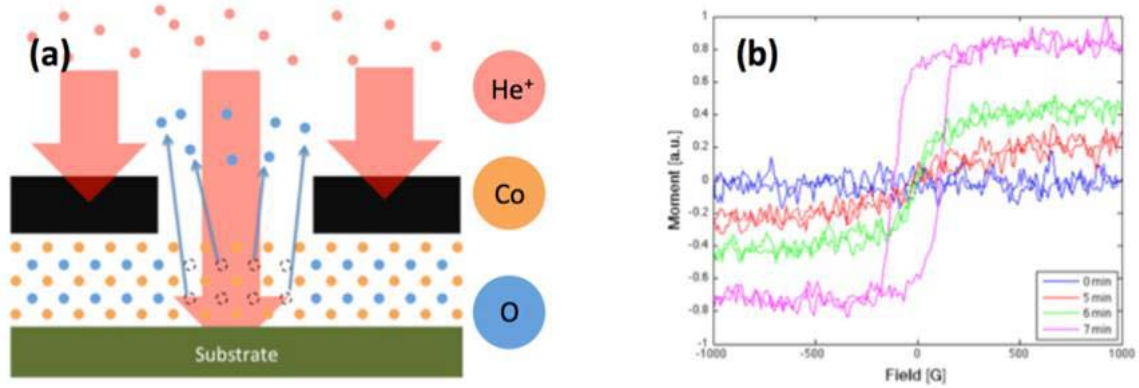 (a)
He+
Co
O
Substrate
(b)
Moment [a.u.]
1
0.8
0.6
0.4
0.2
0
-0.2
-0.4
-0.6
-0.8
-1
-1000
-500
0
500
1000
Field [G]
0 min
5 min
6 min
7 min